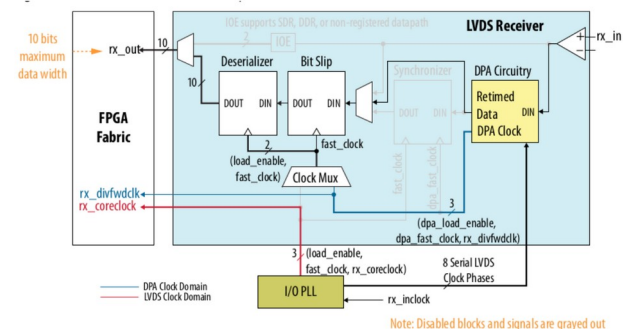 IOE supports SDR, DDR, or non-registered datapath
LVDS Receiver
10 bits
maximum
data width
rx_out
10
2
IOE
rx_in
Deserializer
Bit Slip
Synchronizer
DPA Circuitry
10
DOUT DIN
DOUT DIN
DOUT DIN
Retimed
Data
DIN
DPA Clock
FPGA
Fabric
2
(load_enable,
fast_clock)
fast_clock
Clock Mux
fast_clock
dpa_fast_clock
rx_divfwdclk
rx_coreclock
3
(dpa_load_enable,
dpa_fast_clock, rx_divfwdclk)
3
(load_enable,
fast_clock, rx_coreclock)
8 Serial LVDS
Clock Phases
DPA Clock Domain
LVDS Clock Domain
I/O PLL
rx_inclock
Note: Disabled blocks and signals are grayed out